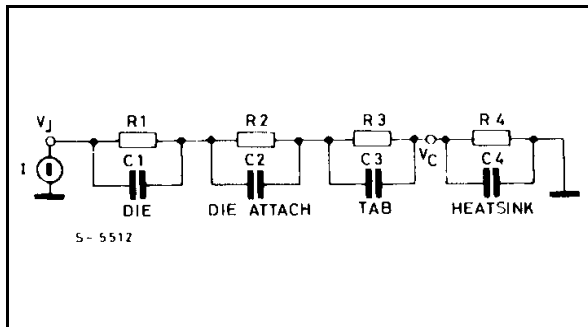 R1 R2 R3 R4
VJ
I
C1 C2 C3 VC C4
DIE DIE ATTACH TAB HEATSINK
S-5512